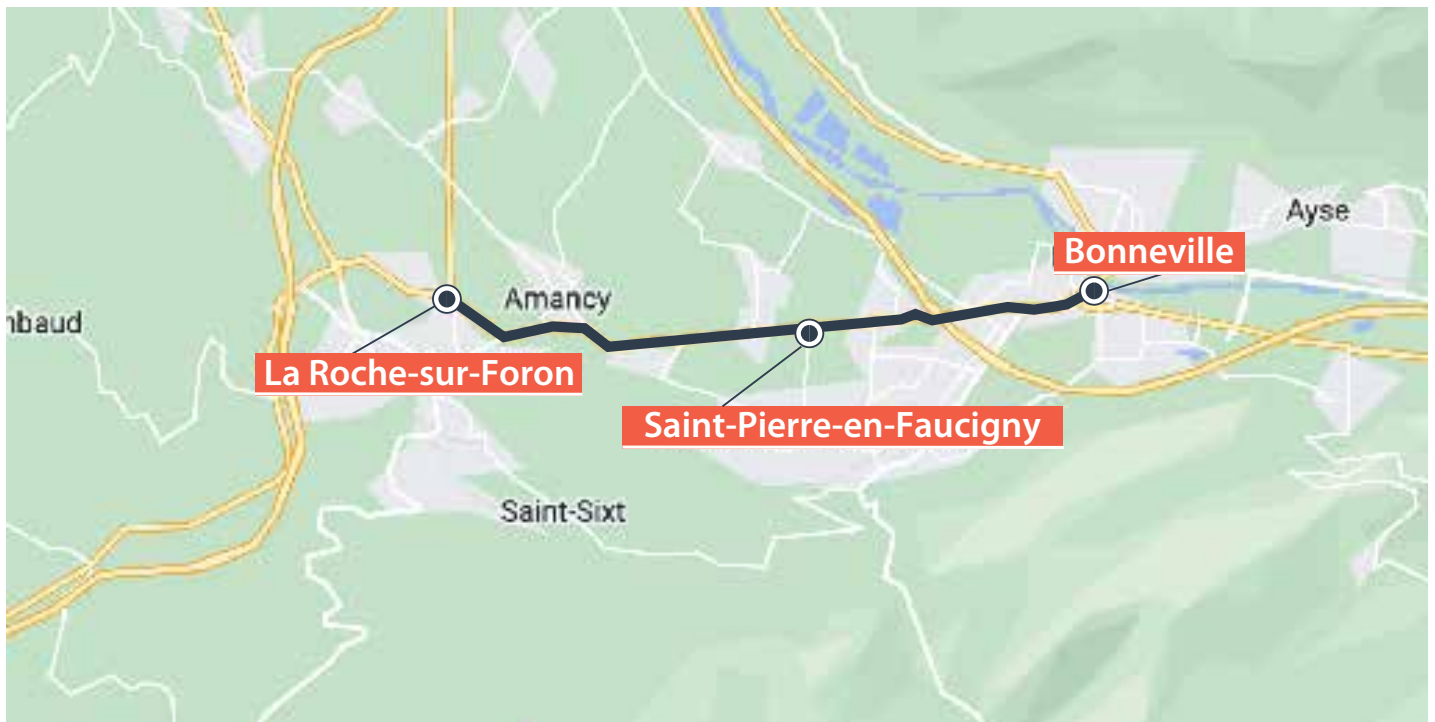 Ayse
Bonneville
Amancy
nbaud
La Roche-sur-Foron
Saint-Pierre-en-Faucigny
Saint-Sixt